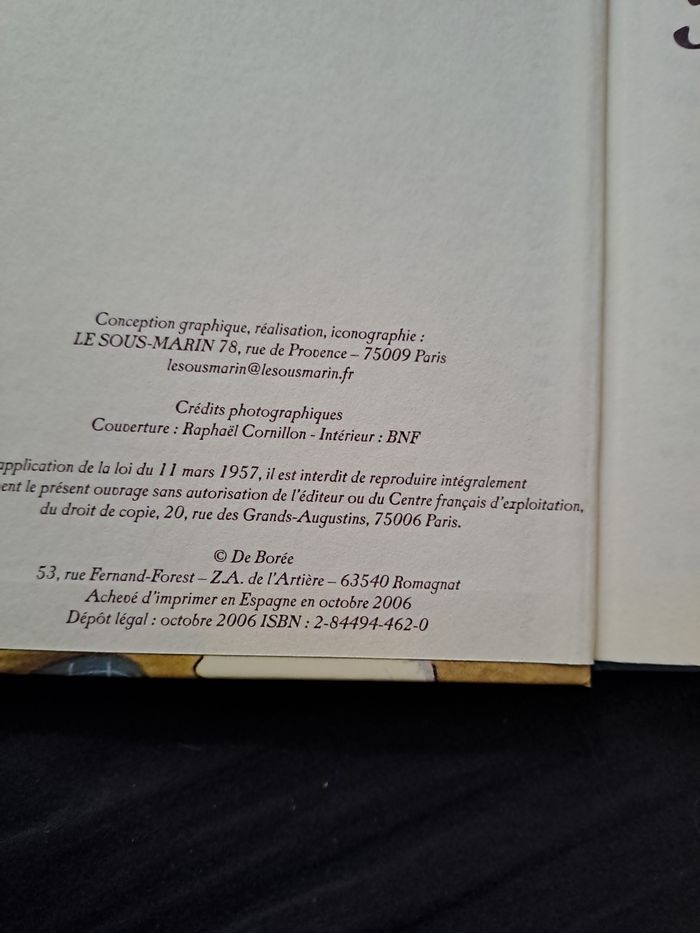 Conception graphique, réalisation, iconographie :
LE SOUS-MARIN 78, rue de Provence – 75009 Paris
lesousmarin@lesousmarin.fr
Crédits photographiques
Couverture : Raphaël Cornillon - Intérieur : BNF
application de la loi du 11 mars 1957, il est interdit de reproduire intégralement
le présent ouvrage sans autorisation de l'éditeur ou du Centre français d'exploitation,
du droit de copie, 20, rue des Grands-Augustins, 75006 Paris.
© De Borée
53, rue Fernand-Forest – Z.A. de l'Artière – 63540 Romagnat
Achevé d'imprimer en Espagne en octobre 2006
Dépôt légal : octobre 2006 ISBN : 2-84494-462-0